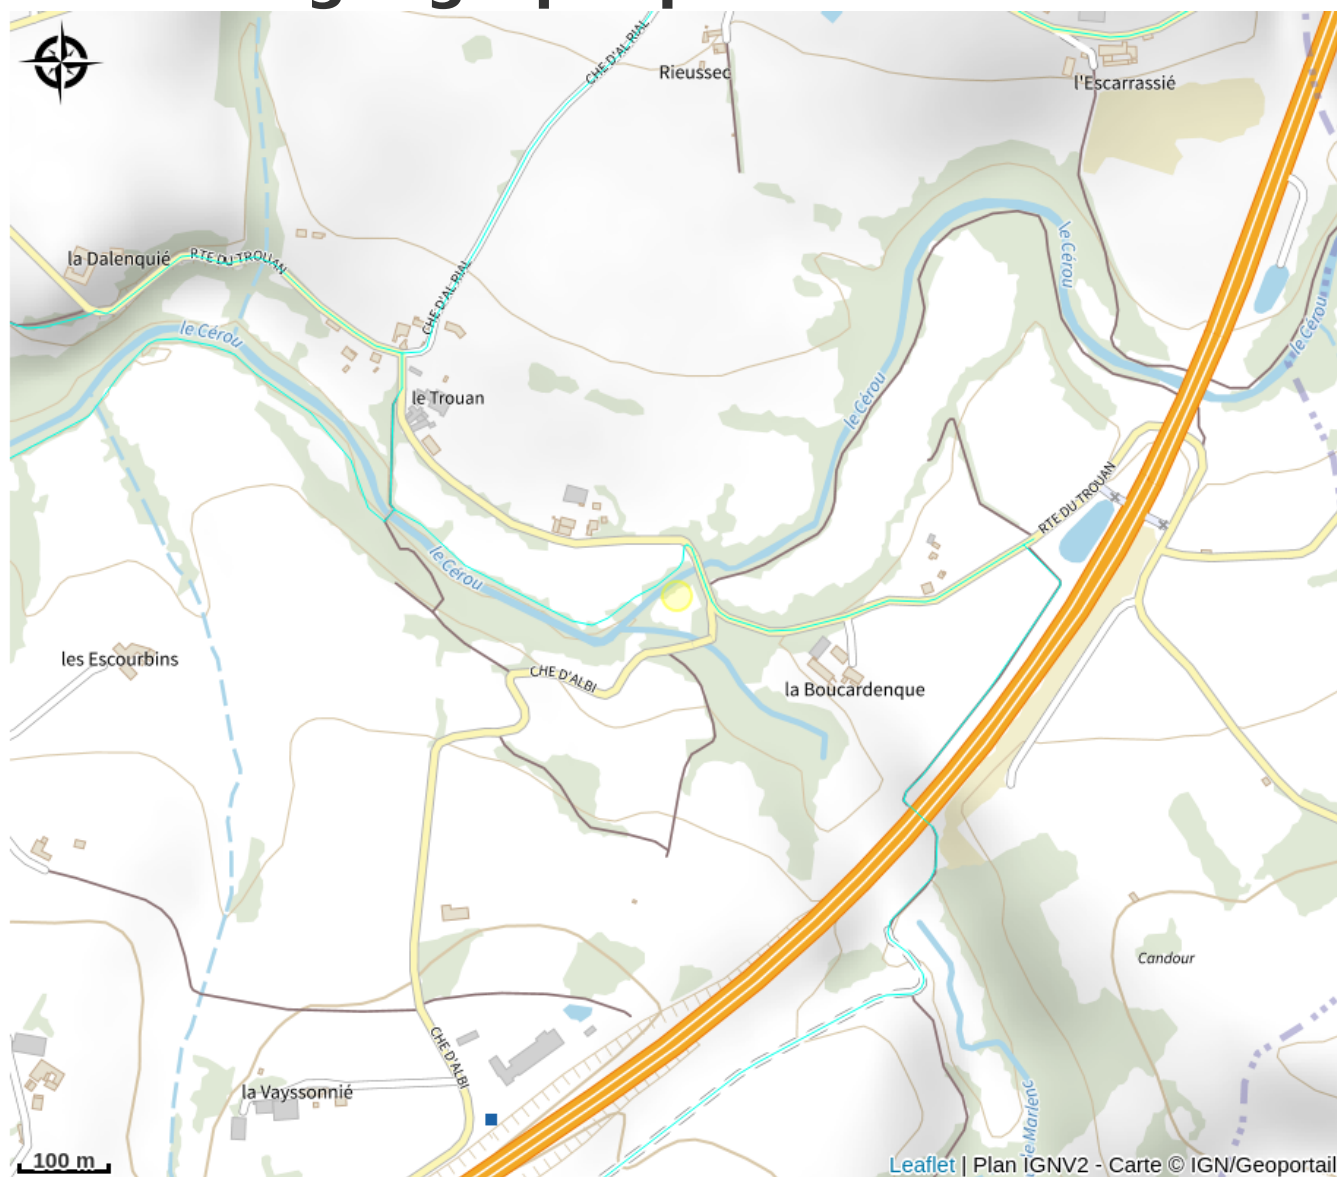 CHE D'AL RIAL
Rieussec
l'Escarrassié
la Dalenquié
RTE DU TROUAN
CHE D'AL RIAL
le Cérou
le Cérou
le Cérou
le Cérou
le Trouan
le Cérou
RTE DU TROUAN
les Escourbins
CHE D'ALBI
la Boucardenque
Candour
CHE D'ALBI
la Vayssonnié
de Marlenc
100 m
Leaflet | Plan IGNV2 - Carte © IGN/Geoportail